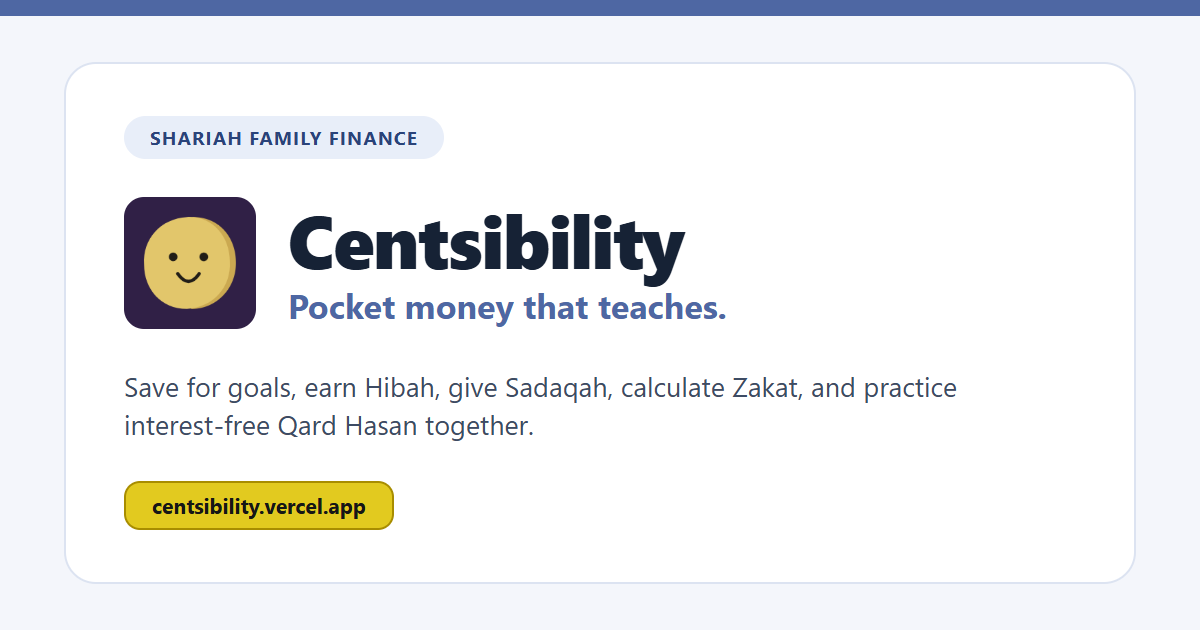 SHARIAH FAMILY FINANCE
Centsibility
Pocket money that teaches.
Save for goals, earn Hibah, give Sadaqah, calculate Zakat, and practice
interest-free Qard Hasan together.
centsibility.vercel.app